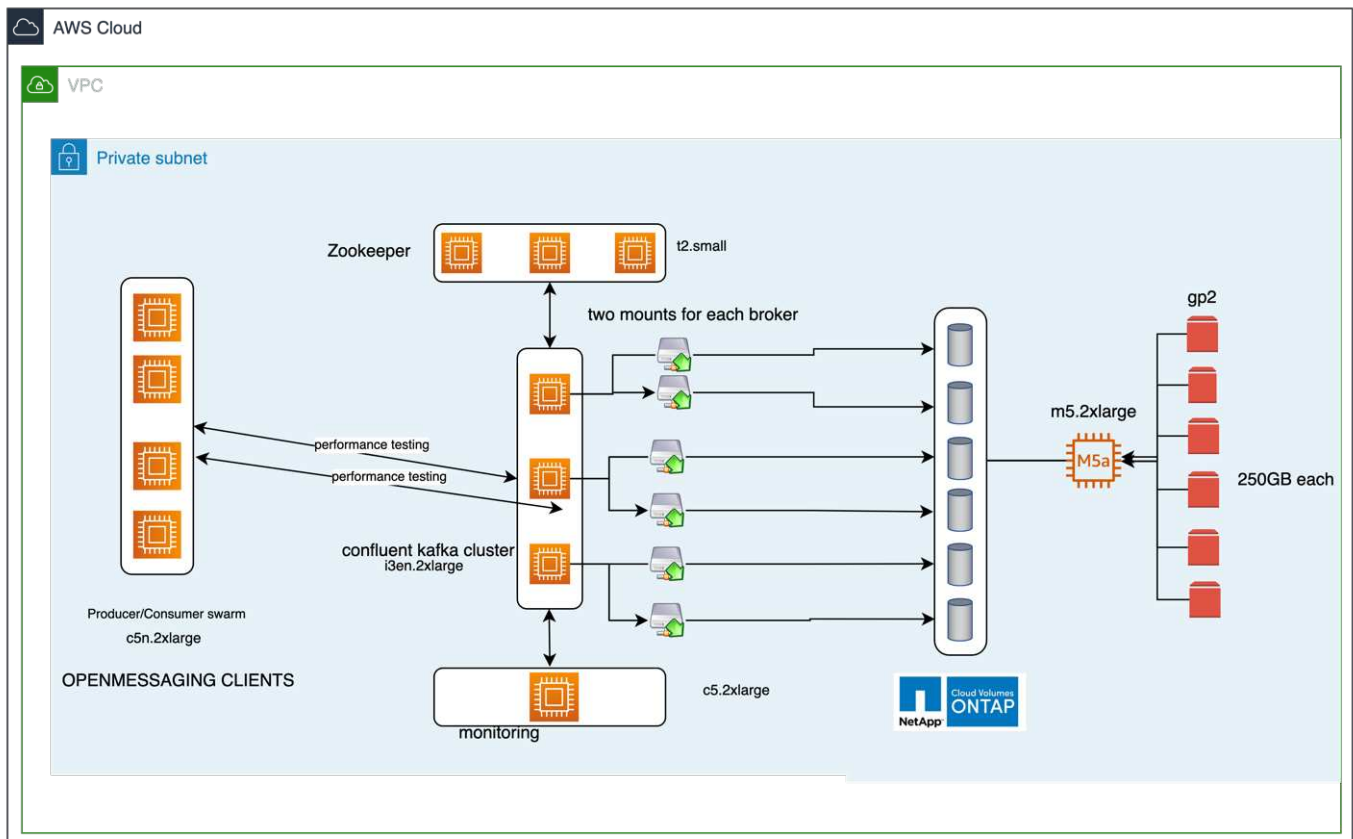 AWS Cloud
VPC
Private subnet
Zookeeper
t2.small
two mounts for each broker
gp2
m5.2xlarge
M5a
250GB each
performance testing
performance testing
confluent kafka cluster
i3en.2xlarge
Producer/Consumer swarm
c5n.2xlarge
OPENMESSAGING CLIENTS
c5.2xlarge
monitoring
NetApp
Cloud Volumes
ONTAP